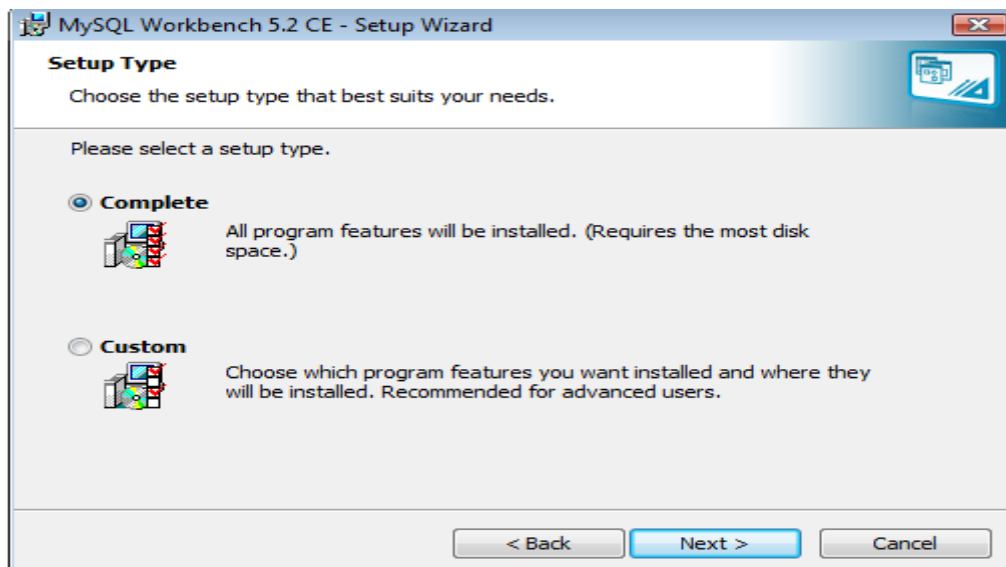 MySQL Workbench 5.2 CE - Setup Wizard
Setup Type
Choose the setup type that best suits your needs.
Please select a setup type.
Complete
All program features will be installed. (Requires the most disk
space.)
Custom
Choose which program features you want installed and where they
will be installed. Recommended for advanced users.
< Back
Next >
Cancel